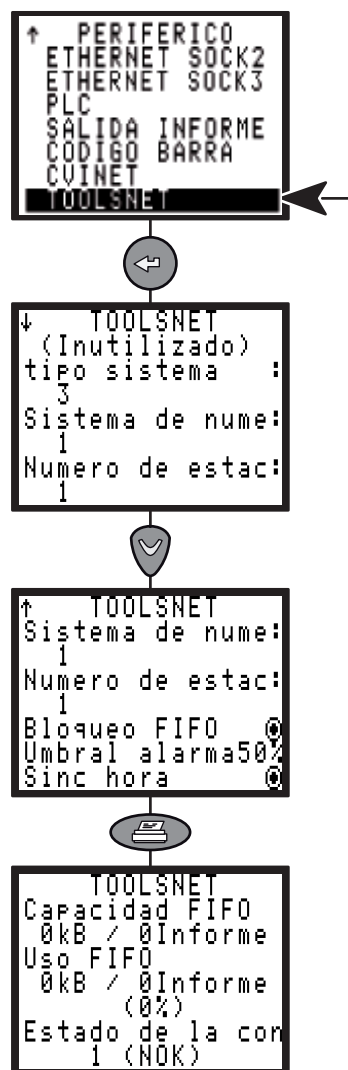 ↑ PERIFERICO
ETHERNET SOCK2
ETHERNET SOCK3
PLC
SALIDA INFORME
CODIGO BARRA
CVINET
TOOLSNET
↓ TOOLSNET
(Inutilizado)
tipo sistema :
3
Sistema de nume:
1
Numero de estac:
1
↑ TOOLSNET
Sistema de nume:
1
Numero de estac:
1
Bloqueo FIFO
Umbral alarma50%
Sinc hora
TOOLSNET
Capacidad FIFO
0kB / 0Informe
Uso FIFO
0kB / 0Informe
(0%)
Estado de la con
1 (NOK)